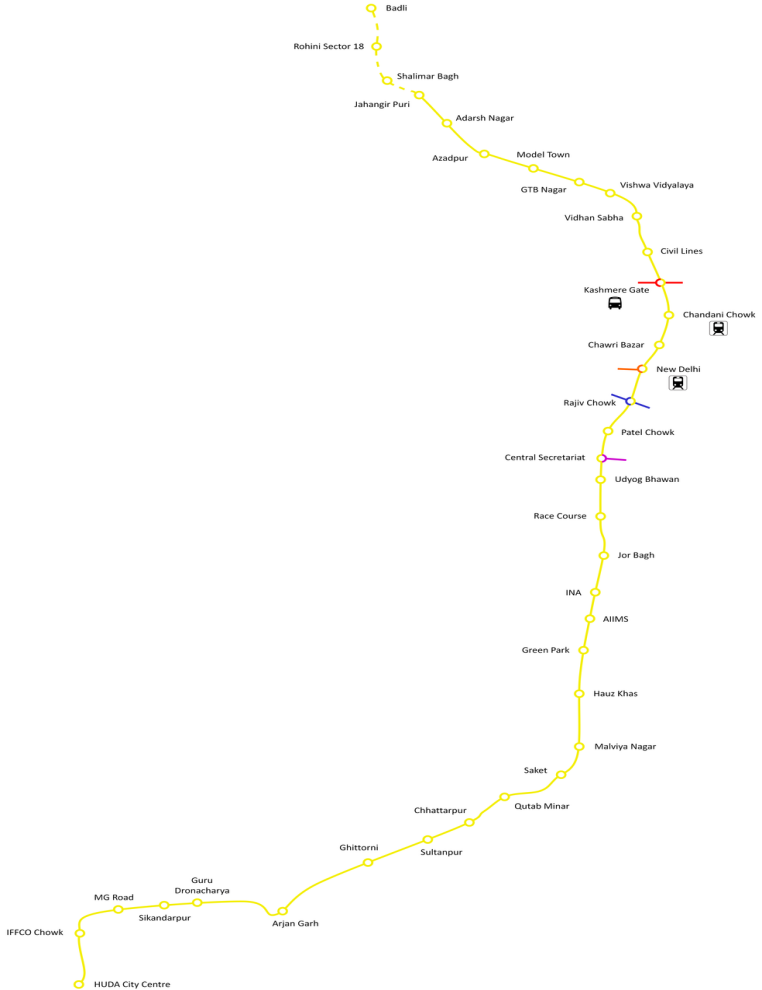 Badli
Rohini Sector 18
Shalimar Bagh
Jahangir Puri
Adarsh Nagar
Azadpur
Model Town
GTB Nagar
Vishwa Vidyalaya
Vidhan Sabha
Civil Lines
Kashmere Gate
Chandani Chowk
Chawri Bazar
New Delhi
Rajiv Chowk
Patel Chowk
Central Secretariat
Udyog Bhawan
Race Course
Jor Bagh
INA
AIIMS
Green Park
Hauz Khas
Malviya Nagar
Saket
Qutab Minar
Chhattarpur
Sultanpur
Ghittorni
Arjan Garh
Guru
Dronacharya
Sikandarpur
MG Road
IFFCO Chowk
HUDA City Centre